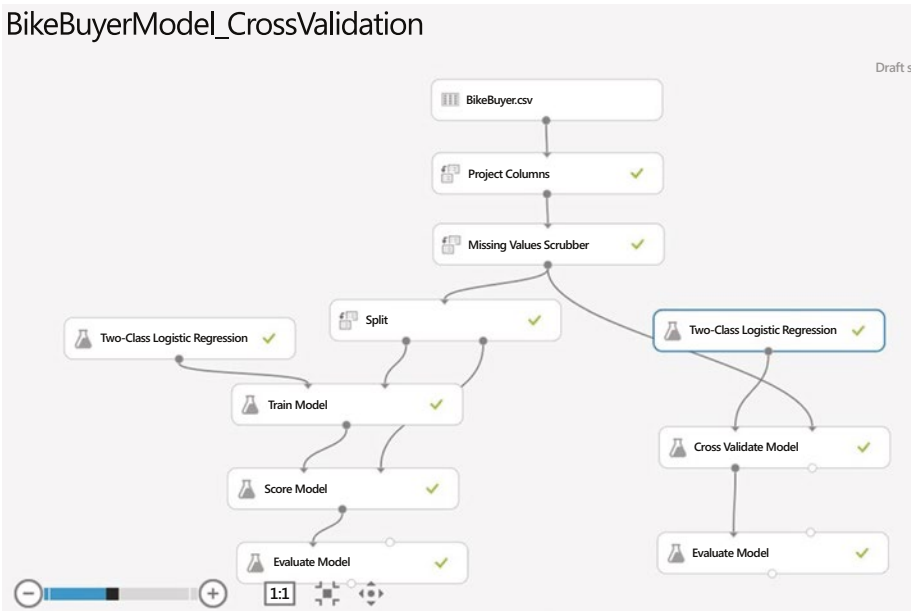 BikeBuyerModel_CrossValidation
Draft s
BikeBuyer.csv
Project Columns
Missing Values Scrubber
Split
Two-Class Logistic Regression
Two-Class Logistic Regression
Train Model
Cross Validate Model
Score Model
Evaluate Model
Evaluate Model
1:1